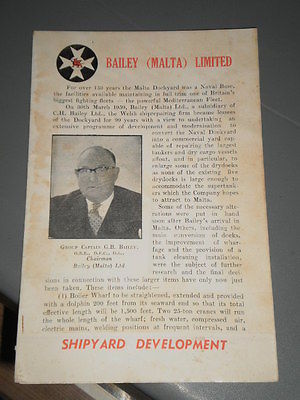 BAILEY (MALTA) LIMITED
For over 150 years the Malta Dockyard was a Naval Base,
the facilities available maintaining in full trim one of Britain's
biggest fighting fleets — the powerful Mediterranean Fleet.
On 30th March 1959, Bailey (Malta) Ltd., a subsidiary of
C.H. Bailey Ltd., the Welsh shiprepairing firm became lessees
of the Dockyard for 99 years with a view to undertaking an
extensive programme of development and modernisation to
convert the Naval Dockyard
into a commercial yard cap-
able of repairing the largest
tankers and dry cargo vessels
afloat, and in particular, to
enlarge some of the drydocks
as none of the existing five
drydocks is large enough to
accommodate the supertank-
ers which the Company hopes
to attract to Malta.
Some of the necessary alter-
ations were put in hand
soon after Bailey's arrival in
Malta. Others, including the
main conversion of docks,
the improvement of wharf-
age and the provision of a
tank cleaning installation,
were the subject of further
research and the final deci-
GROUP CAPTAIN G.B. BAILEY,
O.B.E., D.F.C., D.L.,
Chairman
Bailey (Malta) Ltd.
sions in connection with these larger items have only now just
been taken. These items include:—
(1) Boiler Wharf to be straightened, extended and provided
with a dolphin 200 feet from its seaward end so that its total
effective length will be 1,500 feet. Two 25-ton cranes will run
the whole length of the wharf; fresh water, compressed air,
electric mains, welding positions at frequent intervals, and a
SHIPYARD DEVELOPMENT